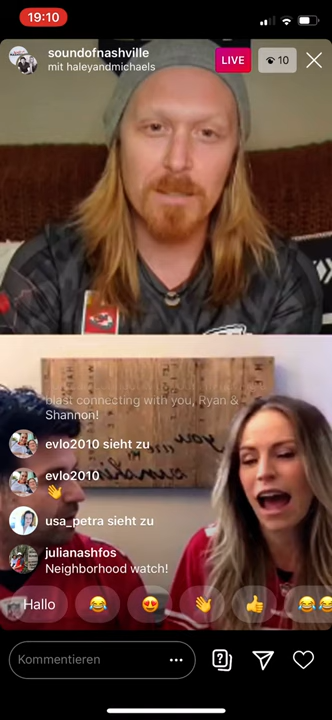 19:10
soundofnashville
mit haleyandmichaels
LIVE
10
blast connecting with you, Ryan &
Shannon!
evlo2010 sieht zu
evlo2010
👋
usa_petra sieht zu
julianashfos
Neighborhood watch!
Hallo 😂 😍 👋 👍 😂😂
Kommentieren